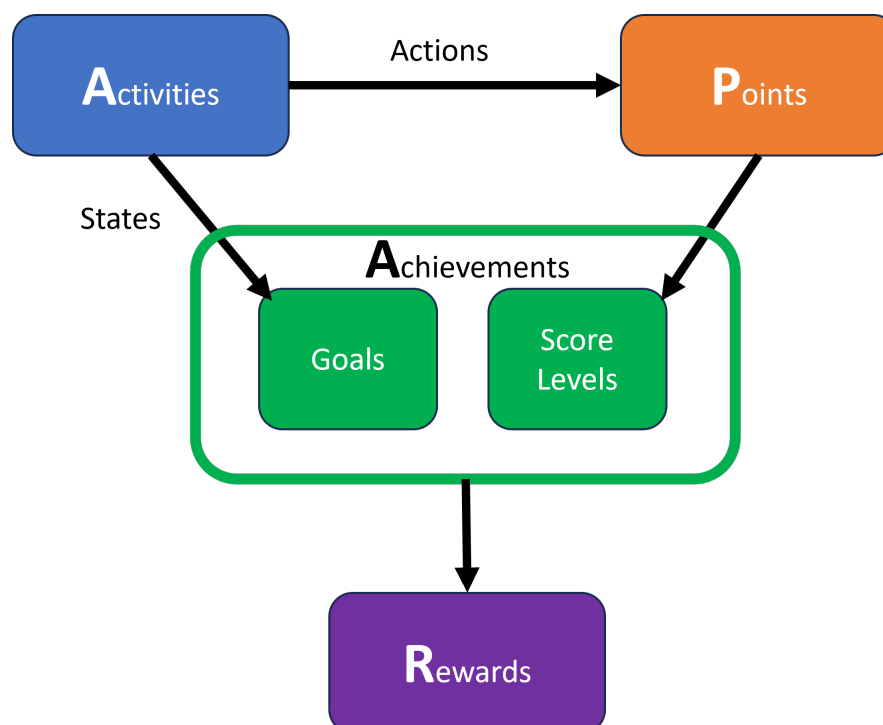 Actions
Activities
Points
States
Achievements
Goals
Score
Levels
Rewards